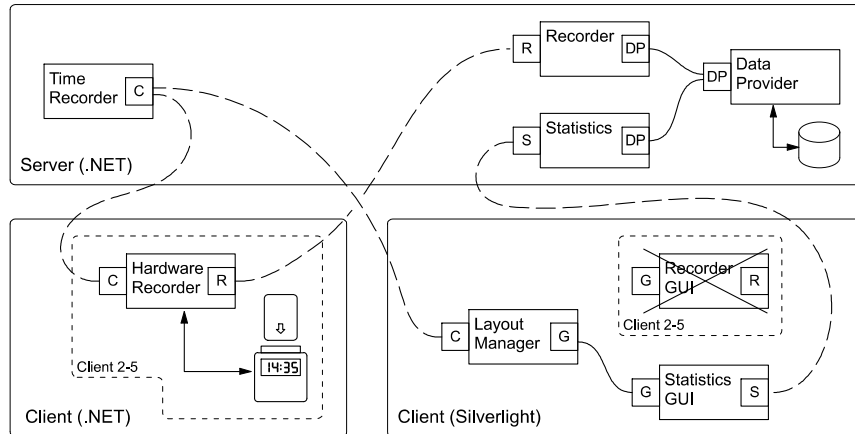 Time
Recorder
C
R
Recorder
DP
DP
Data
Provider
S
Statistics
DP
Server (.NET)
C
Hardware
Recorder
R
Client 2-5
14:35
Client (.NET)
G
Recorder
GUI
R
Client 2-5
C
Layout
Manager
G
G
Statistics
GUI
S
Client (Silverlight)